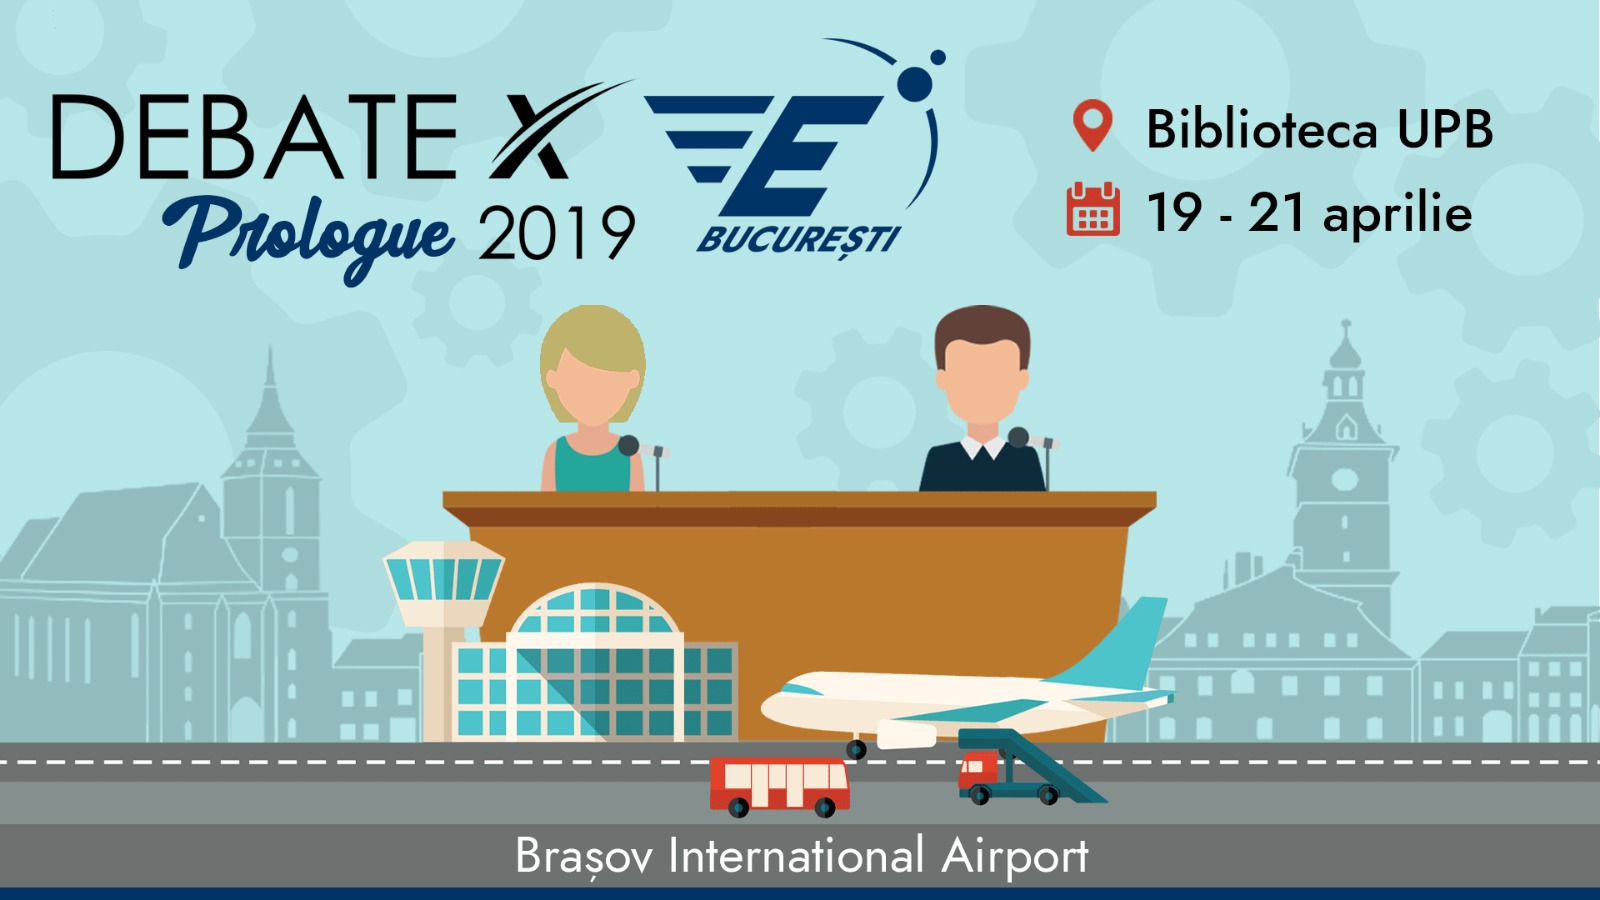 DEBATE X
Prologue 2019
E
BUCUREȘTI
Biblioteca UPB
19 - 21 aprilie
Brașov International Airport